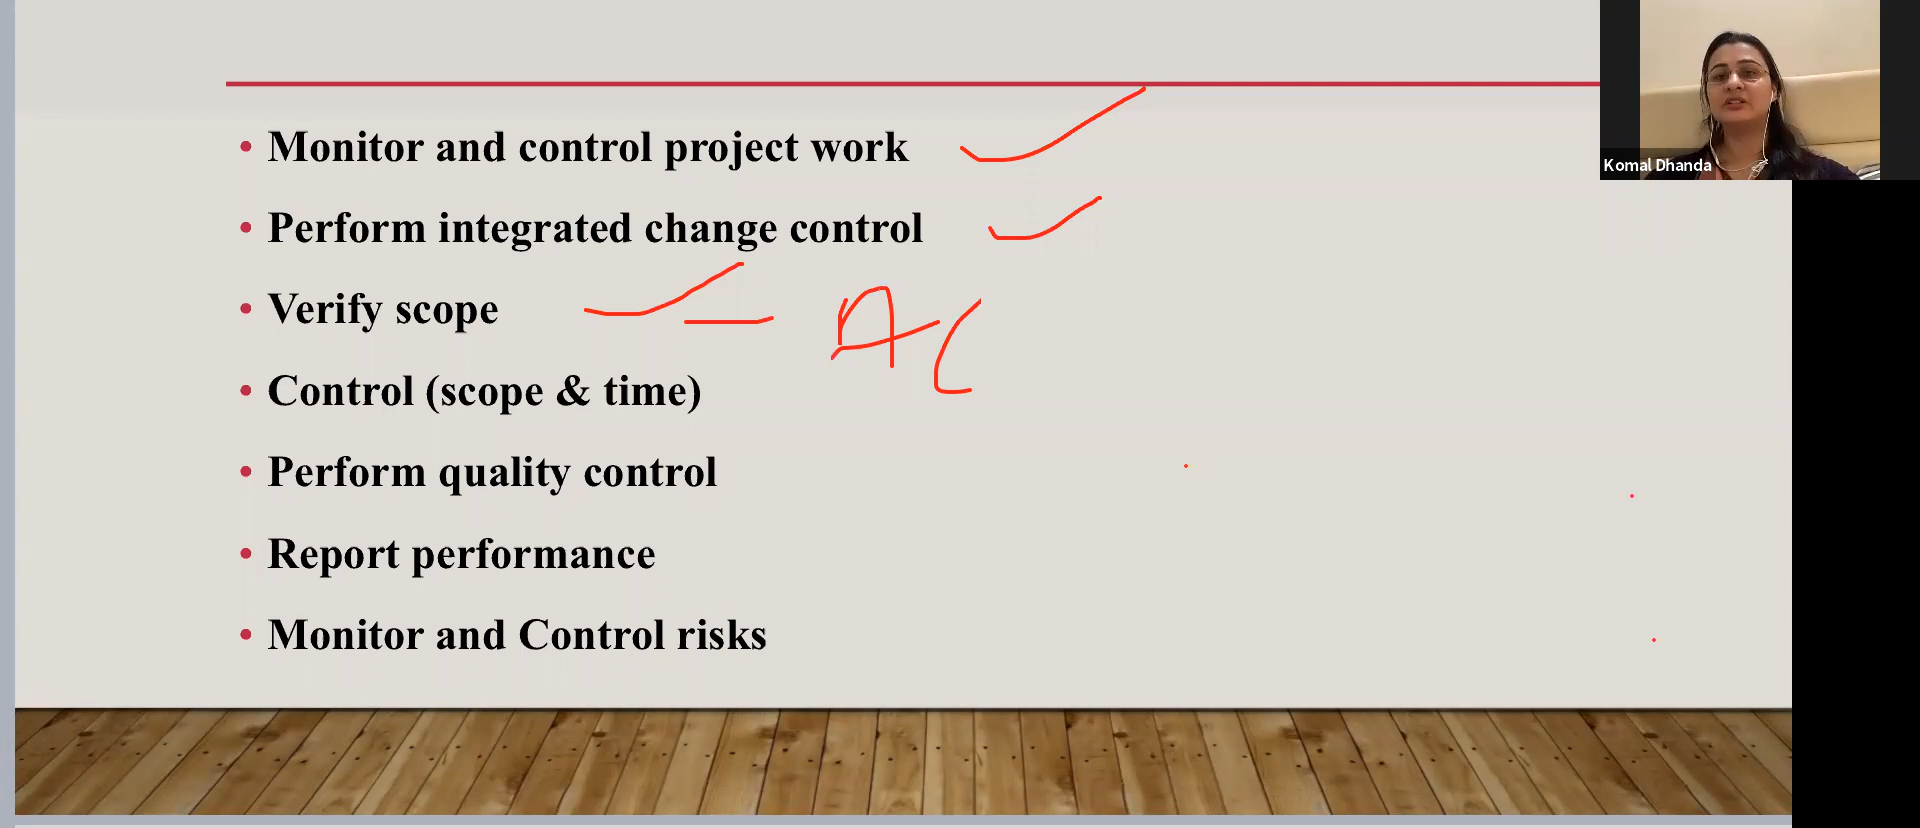 Komal Dhanda
• Monitor and control project work
• Perform integrated change control
• Verify scope
AC
• Control (scope & time)
• Perform quality control
• Report performance
• Monitor and Control risks